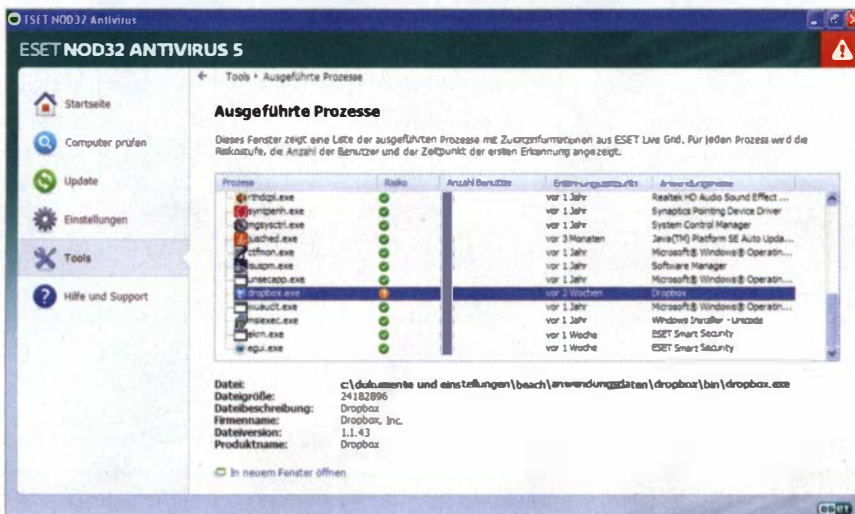 ESET NOD32 Antivirus
ESET NOD32 ANTIVIRUS 5
Tools • Ausgeführte Prozesse
Startseite
Computer prüfen
Update
Einstellungen
Tools
Hilfe und Support
Ausgeführte Prozesse
Dieses Fenster zeigt eine Liste der ausgeführten Prozesse mit Zusatzinformationen aus ESET Live Grid. Für jeden Prozess wird die
Risikostufe, die Anzahl der Benutzer und der Zeitpunkt der ersten Erkennung angezeigt.
Prozess Risiko Anzahl Benutzer Erkennungszeitpunkt Anwendungsname
rthdcpl.exe vor 1 Jahr Realtek HD Audio Sound Effect ...
syntpenh.exe vor 1 Jahr Synaptics Pointing Device Driver
mgsysctrl.exe vor 1 Jahr System Control Manager
jusched.exe vor 3 Monaten Java(TM) Platform SE Auto Upda...
ctfmon.exe vor 1 Jahr Microsoft® Windows® Operatin...
isuspm.exe vor 1 Jahr Software Manager
unsecapp.exe vor 1 Jahr Microsoft® Windows® Operatin...
dropbox.exe vor 2 Wochen Dropbox
wuauclt.exe vor 1 Jahr Microsoft® Windows® Operatin...
msiexec.exe vor 1 Jahr Windows Installer - Unicode
ekrn.exe vor 1 Woche ESET Smart Security
egui.exe vor 1 Woche ESET Smart Security
Datei: c:\dokumente und einstellungen\beach\anwendungsdaten\dropbox\bin\dropbox.exe
Dateigröße: 24182896
Dateibeschreibung: Dropbox
Firmenname: Dropbox, Inc.
Dateiversion: 1.1.43
Produktname: Dropbox
In neuem Fenster öffnen
eset